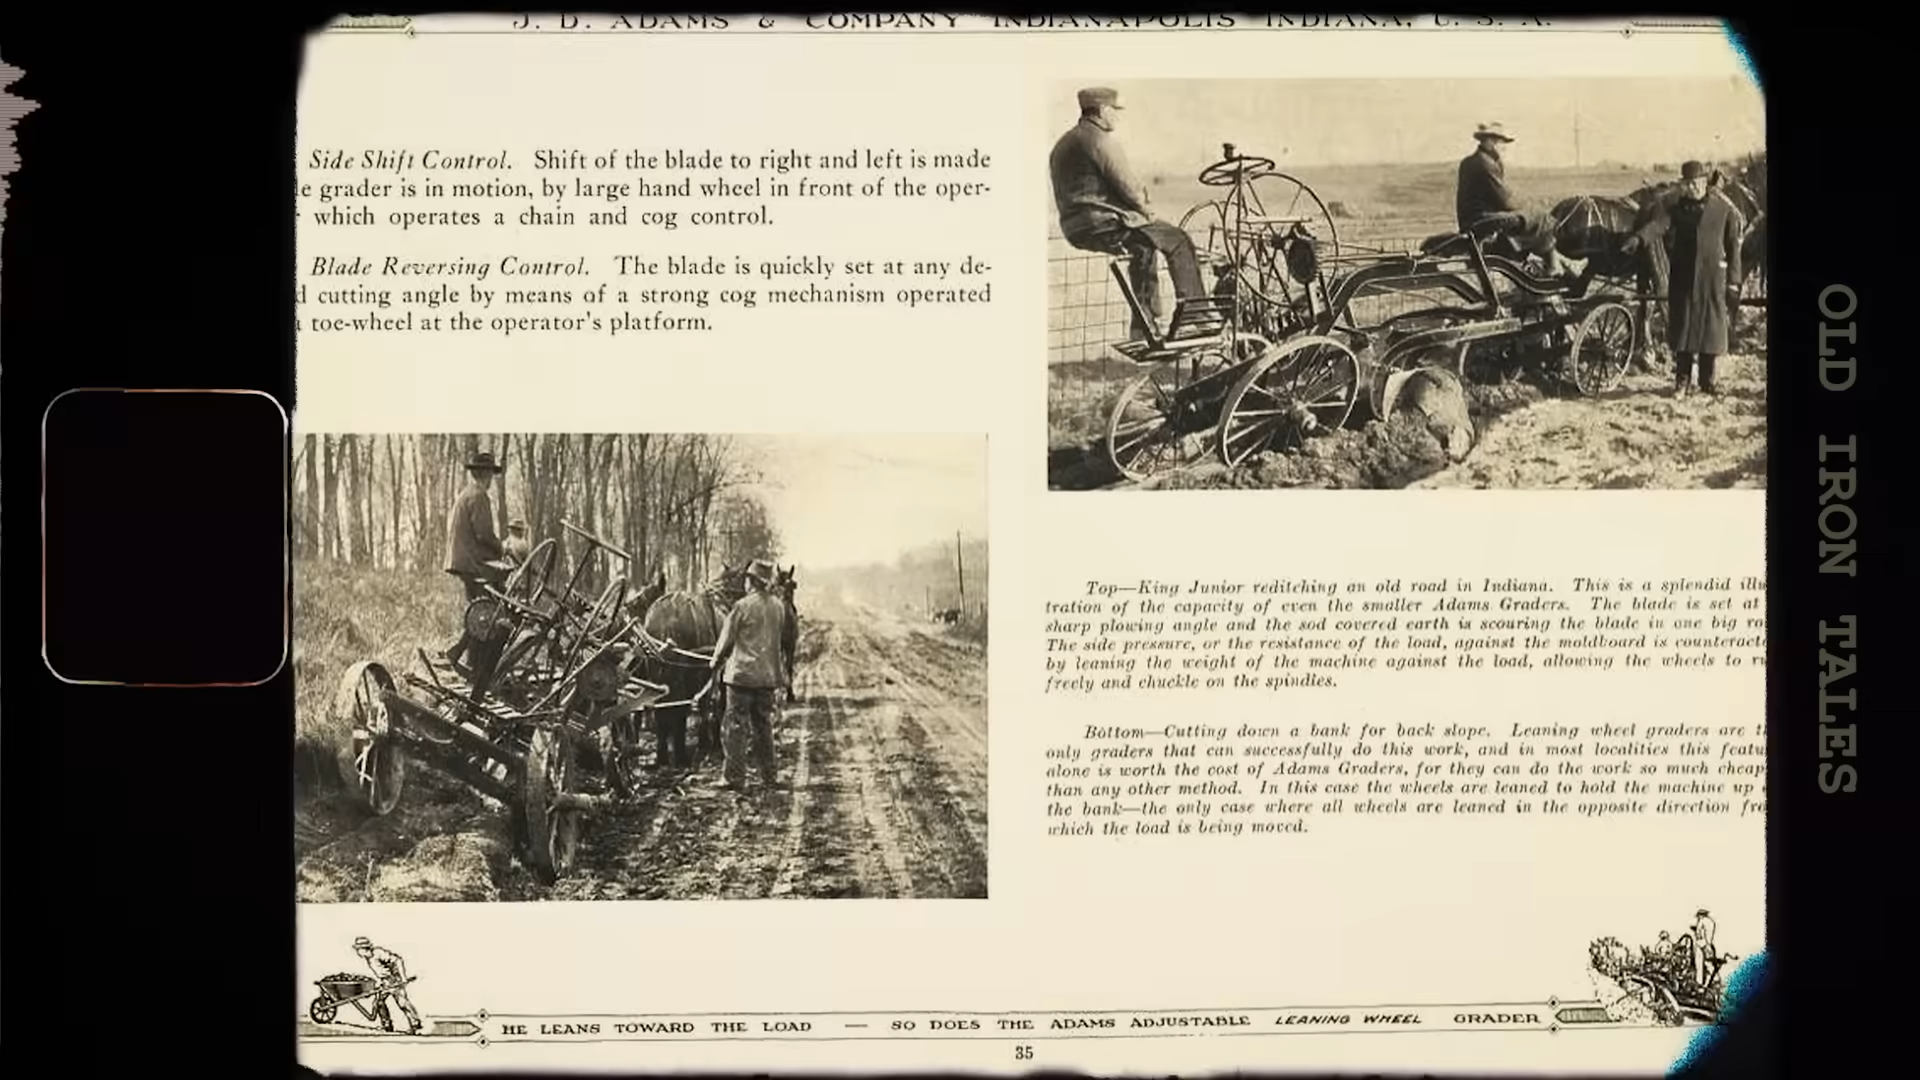 J. D. ADAMS & COMPANY INDIANAPOLIS INDIANA, U. S. A.
Side Shift Control. Shift of the blade to right and left is made
e grader is in motion, by large hand wheel in front of the oper-
which operates a chain and cog control.
Blade Reversing Control. The blade is quickly set at any de-
d cutting angle by means of a strong cog mechanism operated
toe-wheel at the operator's platform.
Top—King Junior reditching an old road in Indiana. This is a splendid illu
tration of the capacity of even the smaller Adams Graders. The blade is set at
sharp plowing angle and the sod covered earth is scouring the blade in one big ro
The side pressure, or the resistance of the load, against the moldboard is counteract
by leaning the weight of the machine against the load, allowing the wheels to r
freely and chuckle on the spindles.
Bottom—Cutting down a bank for back slope. Leaning wheel graders are t
only graders that can successfully do this work, and in most localities this featu
alone is worth the cost of Adams Graders, for they can do the work so much cheap
than any other method. In this case the wheels are leaned to hold the machine up
the bank—the only case where all wheels are leaned in the opposite direction fr
which the load is being moved.
HE LEANS TOWARD THE LOAD — SO DOES THE ADAMS ADJUSTABLE LEANING WHEEL GRADER
35
OLD IRON TALES